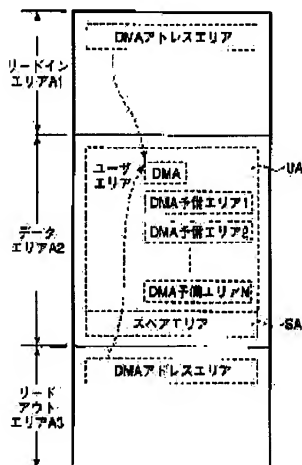 DMAアドレスエリア
リードイン
エリアA1
ユーザ
エリア
UA
DMA
DMA予備エリア1
DMA予備エリア2
データ
エリアA2
DMA予備エリアN
スペアエリア
SA
DMAアドレスエリア
リード
アウト
エリアA3